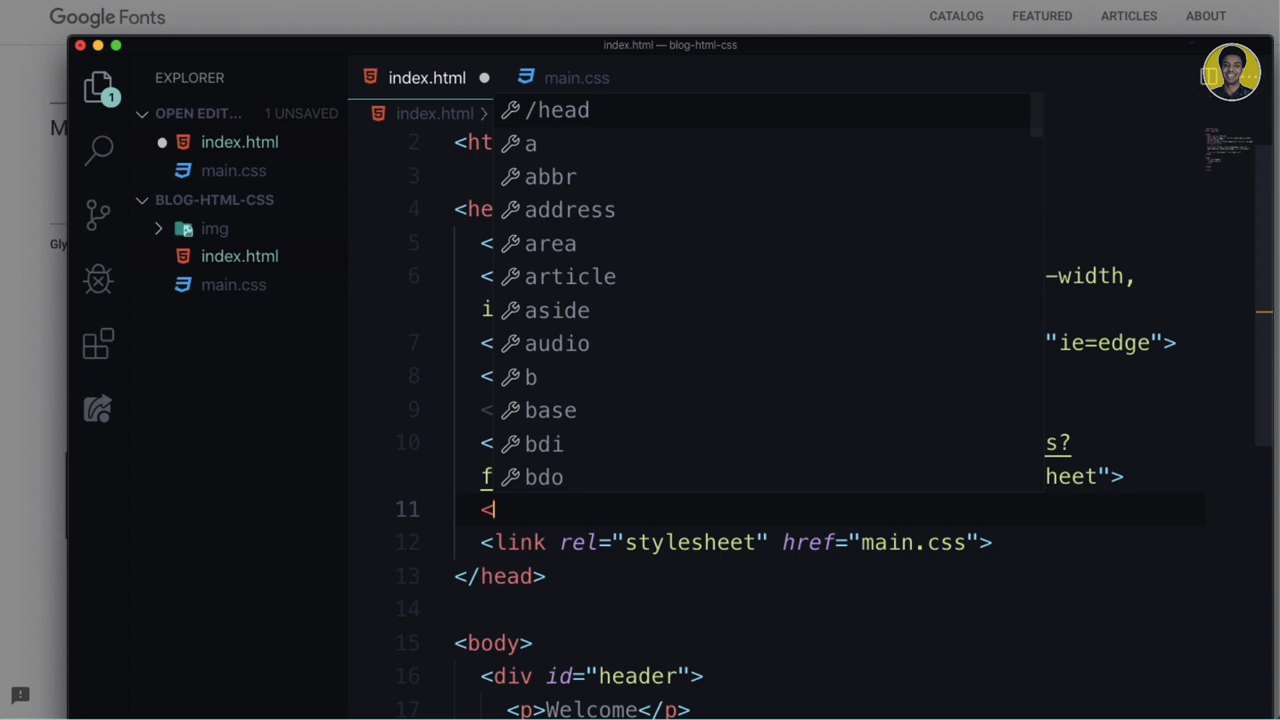 Google Fonts
CATALOG FEATURED ARTICLES ABOUT
index.html — blog-html-css
EXPLORER
OPEN EDIT... 1 UNSAVED
index.html
main.css
BLOG-HTML-CSS
img
index.html
main.css
1
M
Gly
index.html main.css
index.html
/head
a
abbr
address
area
article
aside
audio
b
base
bdi
bdo
2 <ht
3
4 <he
5 <
6 < -width,
i
7 < "ie=edge">
8 <
9 <
10 < s?
f heet">
11 <
12 <link rel="stylesheet" href="main.css">
13 </head>
14
15 <body>
16 <div id="header">
17 <p>Welcome</p>